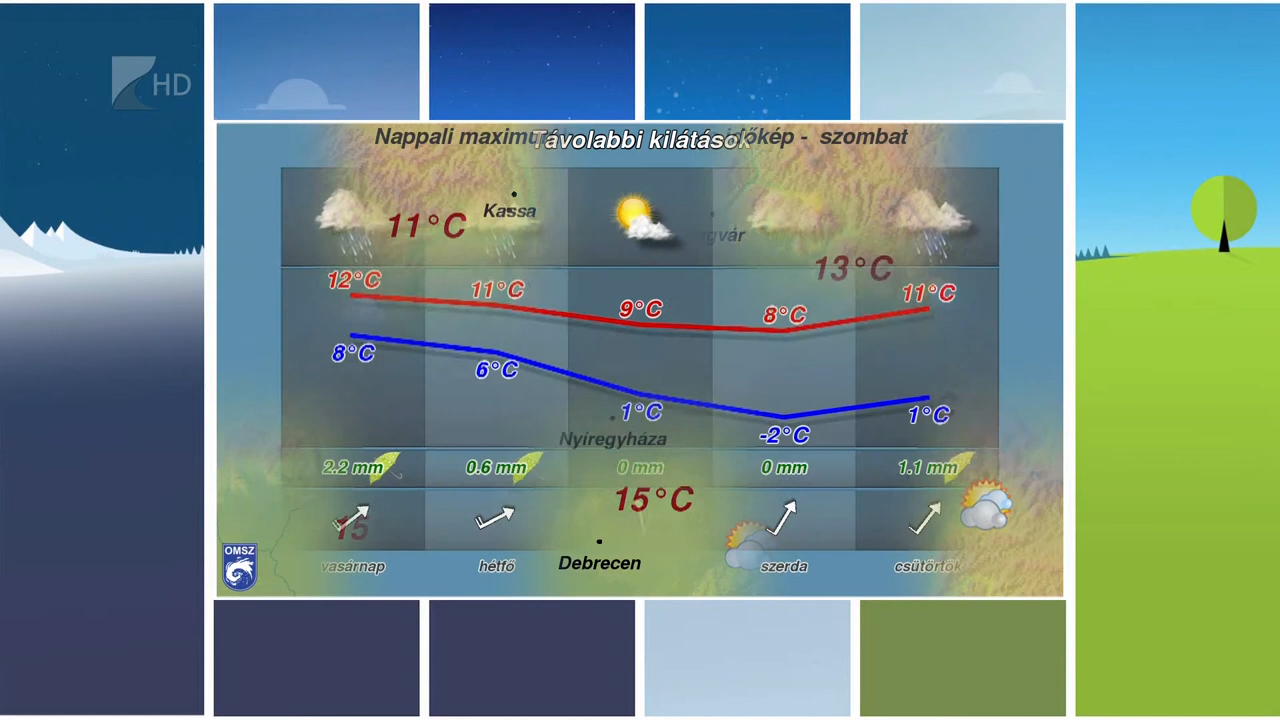 HD
Nappali maximu
Távolabbi kilátások
időkép - szombat
Kassa
11°C
gvár
13°C
12°C 11°C 9°C 8°C 11°C
8°C 6°C 1°C -2°C 1°C
Nyíregyháza
2.2 mm 0.6 mm 0 mm 0 mm 1.1 mm
15°C
15
OMSZ
Debrecen
vasárnap hétfő szerda csütörtök